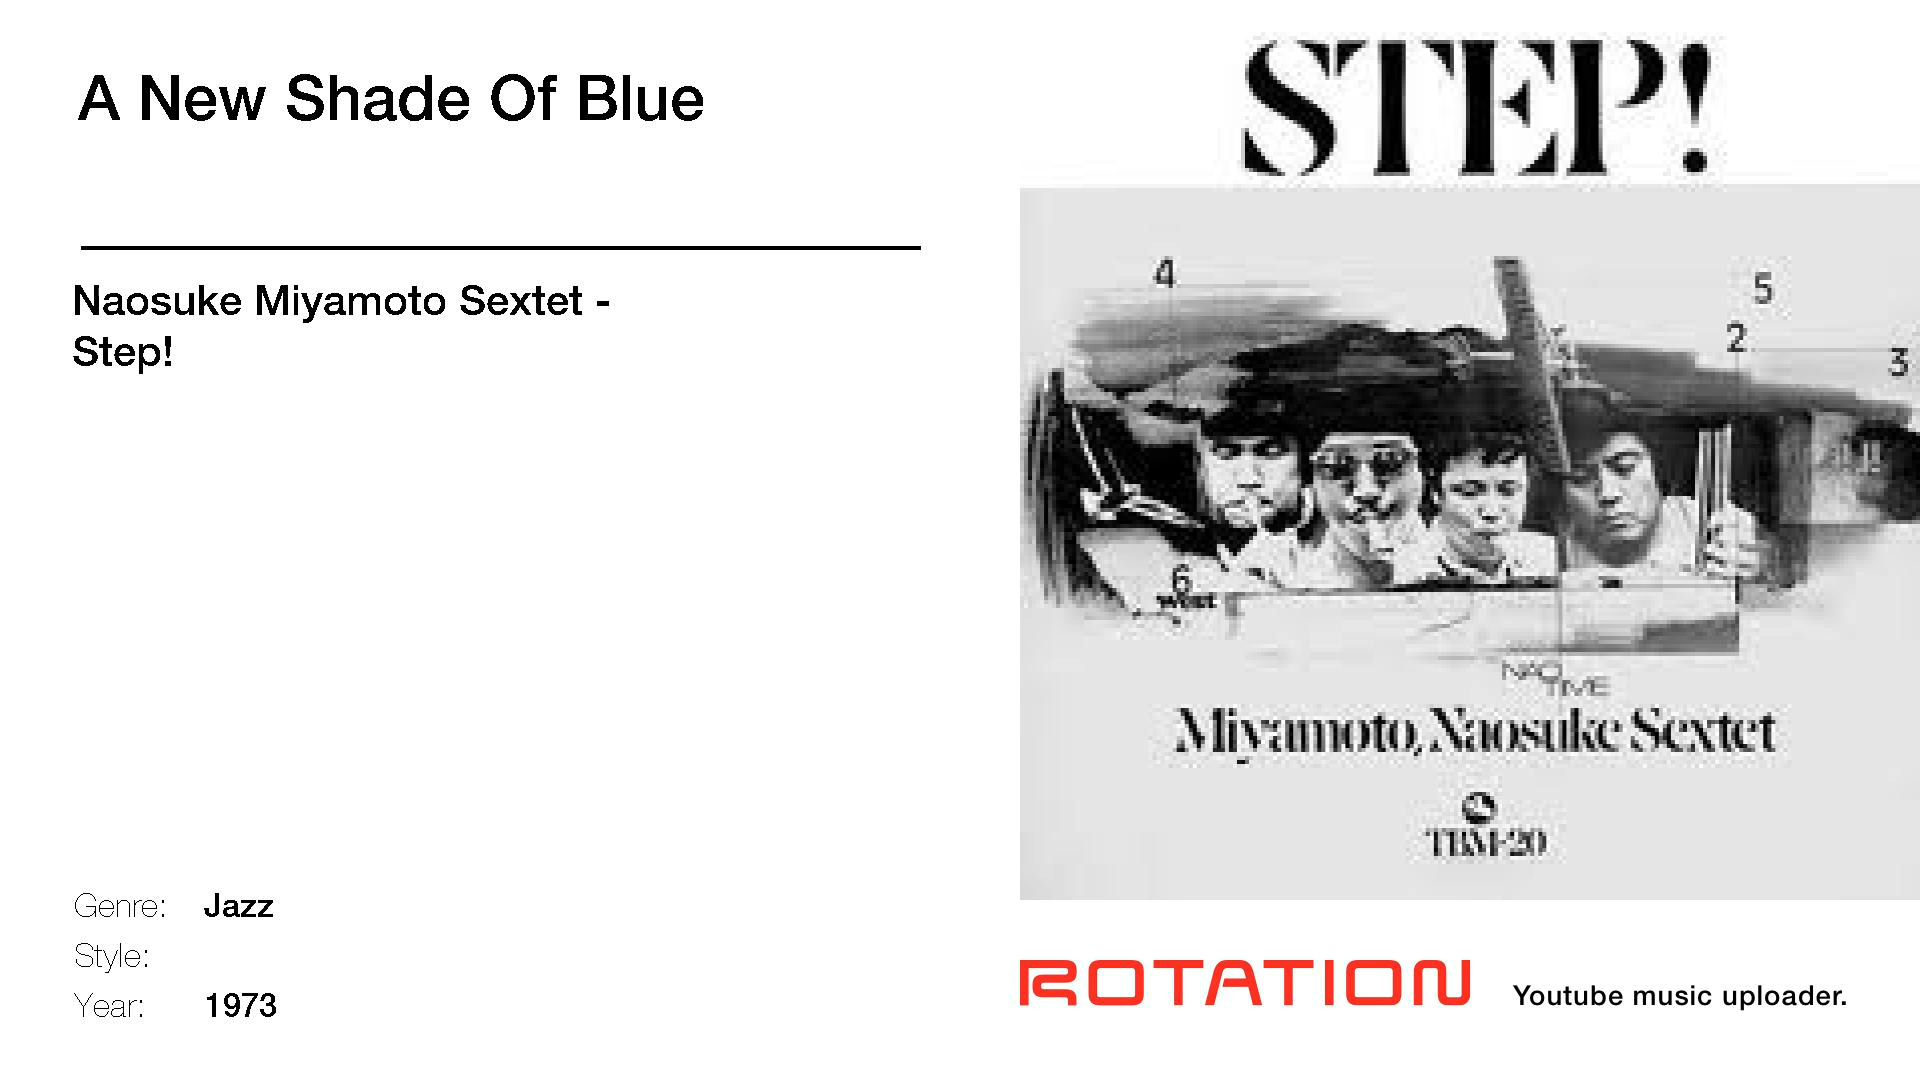 A New Shade Of Blue
Naosuke Miyamoto Sextet -
Step!
Genre: Jazz
Style:
Year: 1973
STEP!
4
5
2
3
6
NAO
TIME
Miyamoto, Naosuke Sextet
TBM-20
ROTATION
Youtube music uploader.